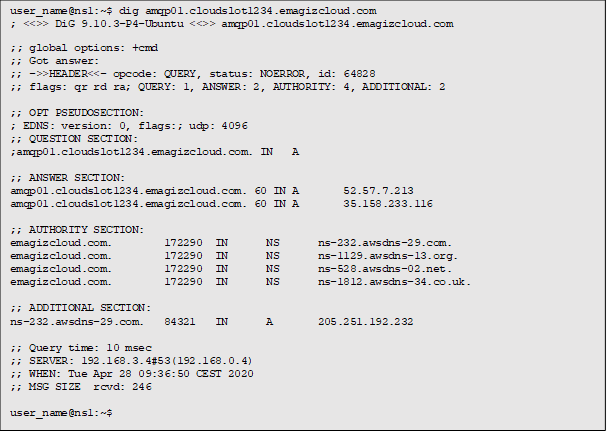 user_name@nsl:~$ dig amqp01.cloudslot1234.emagizcloud.com
; <<>> DiG 9.10.3-P4-Ubuntu <<>> amqp01.cloudslot1234.emagizcloud.com
;; global options: +cmd
;; Got answer:
;; ->>HEADER<<- opcode: QUERY, status: NOERROR, id: 64828
;; flags: qr rd ra; QUERY: 1, ANSWER: 2, AUTHORITY: 4, ADDITIONAL: 2
;; OPT PSEUDOSECTION:
; EDNS: version: 0, flags:; udp: 4096
;; QUESTION SECTION:
;amqp01.cloudslot1234.emagizcloud.com. IN A
;; ANSWER SECTION:
amqp01.cloudslot1234.emagizcloud.com. 60 IN A 52.57.7.213
amqp01.cloudslot1234.emagizcloud.com. 60 IN A 35.158.233.116
;; AUTHORITY SECTION:
emagizcloud.com. 172290 IN NS ns-232.awsdns-29.com.
emagizcloud.com. 172290 IN NS ns-1129.awsdns-13.org.
emagizcloud.com. 172290 IN NS ns-528.awsdns-02.net.
emagizcloud.com. 172290 IN NS ns-1812.awsdns-34.co.uk.
;; ADDITIONAL SECTION:
ns-232.awsdns-29.com. 84321 IN A 205.251.192.232
;; Query time: 10 msec
;; SERVER: 192.168.3.4#53(192.168.0.4)
;; WHEN: Tue Apr 28 09:36:50 CEST 2020
;; MSG SIZE rcvd: 246
user_name@nsl:~$